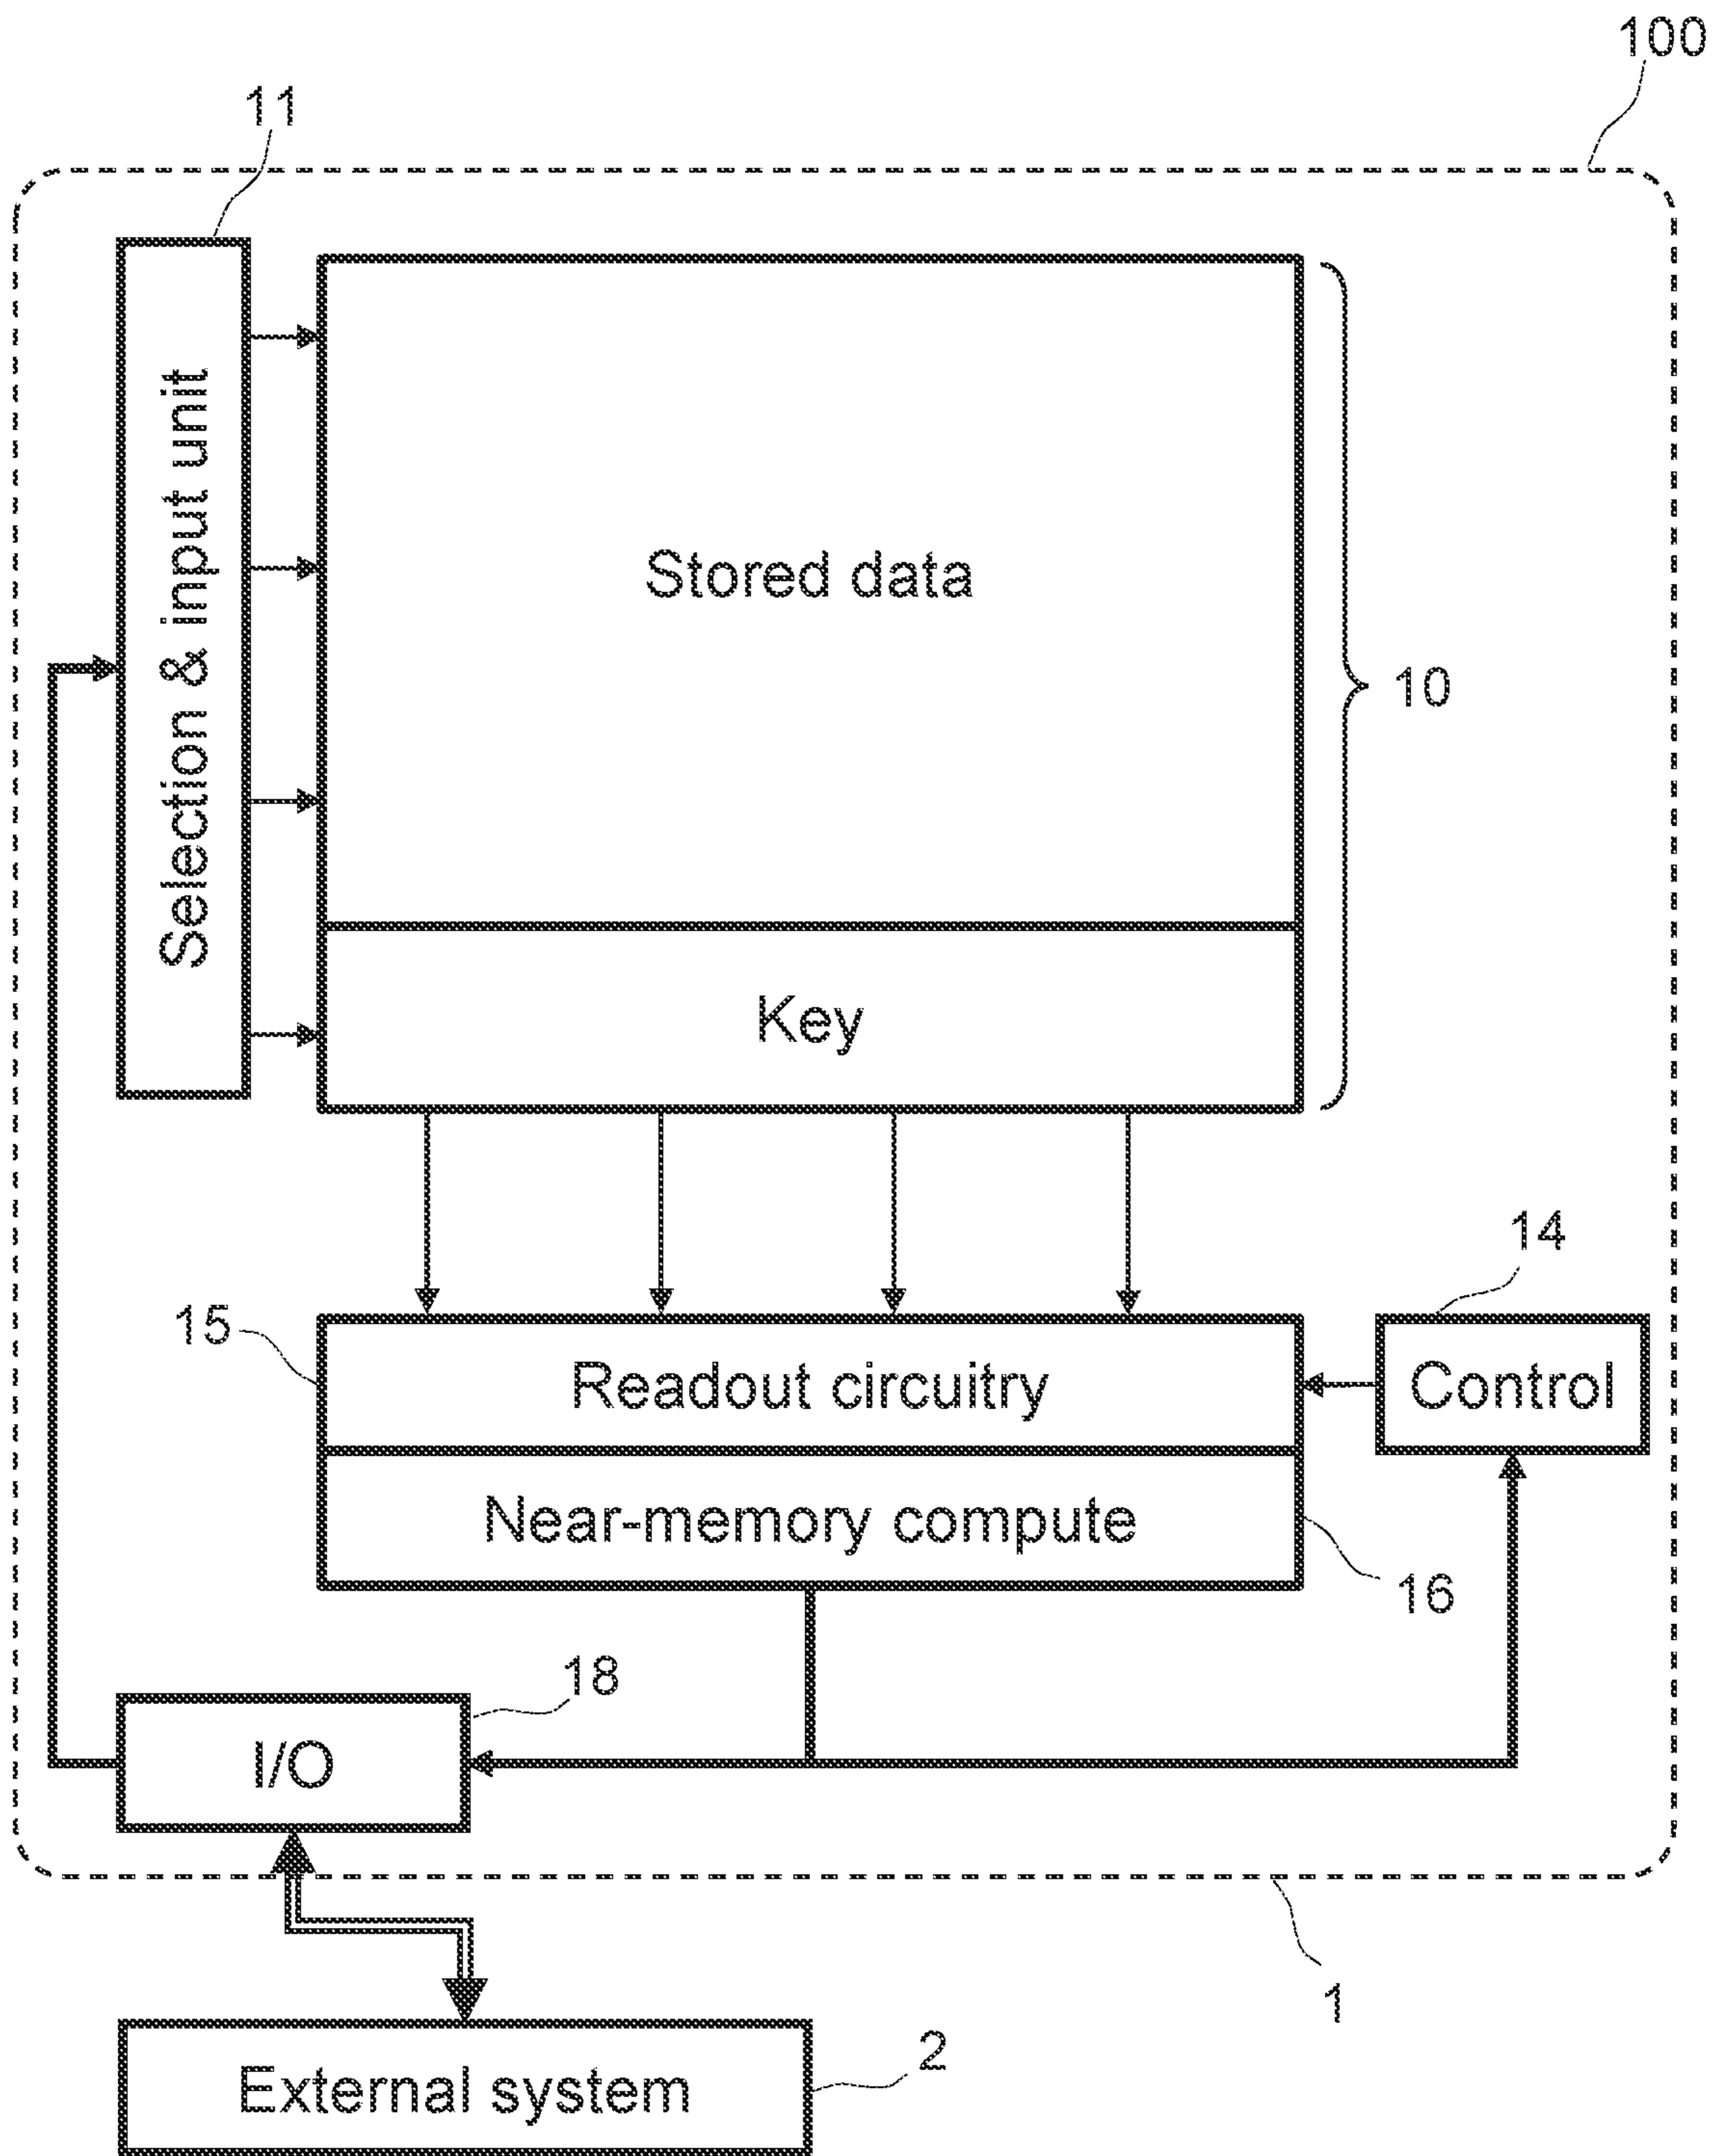 100
11
Selection & input unit
Stored data
10
Key
14
15
Readout circuitry
Control
Near-memory compute
16
18
I/O
1
2
External system